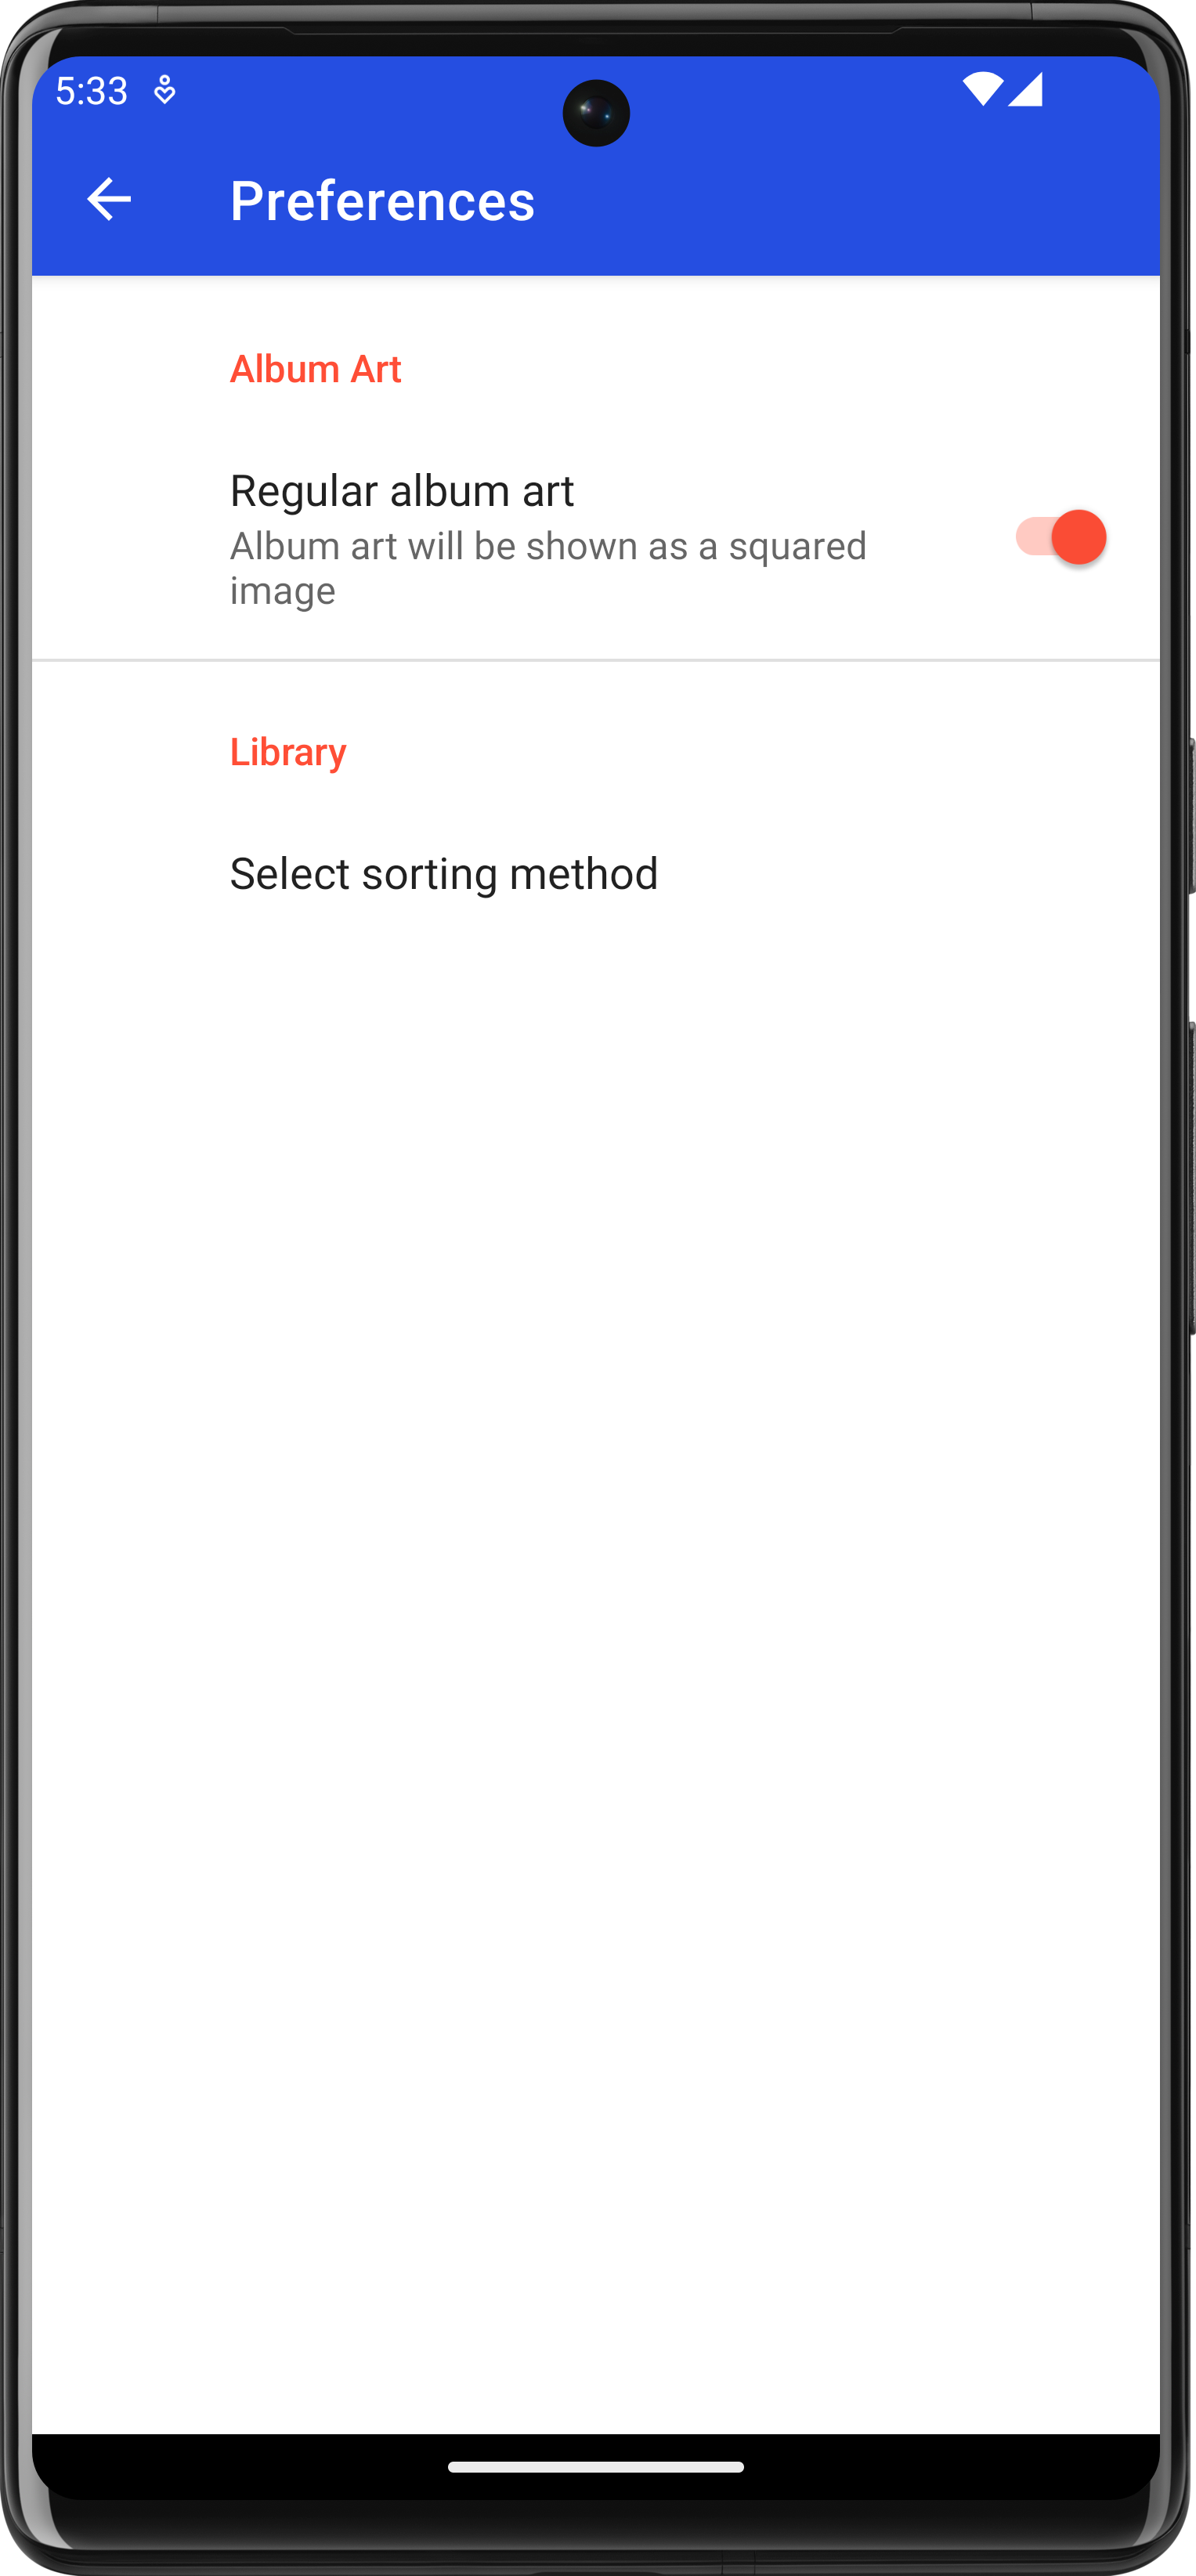 5:33
Preferences
Album Art
Regular album art
Album art will be shown as a squared
image
Library
Select sorting method